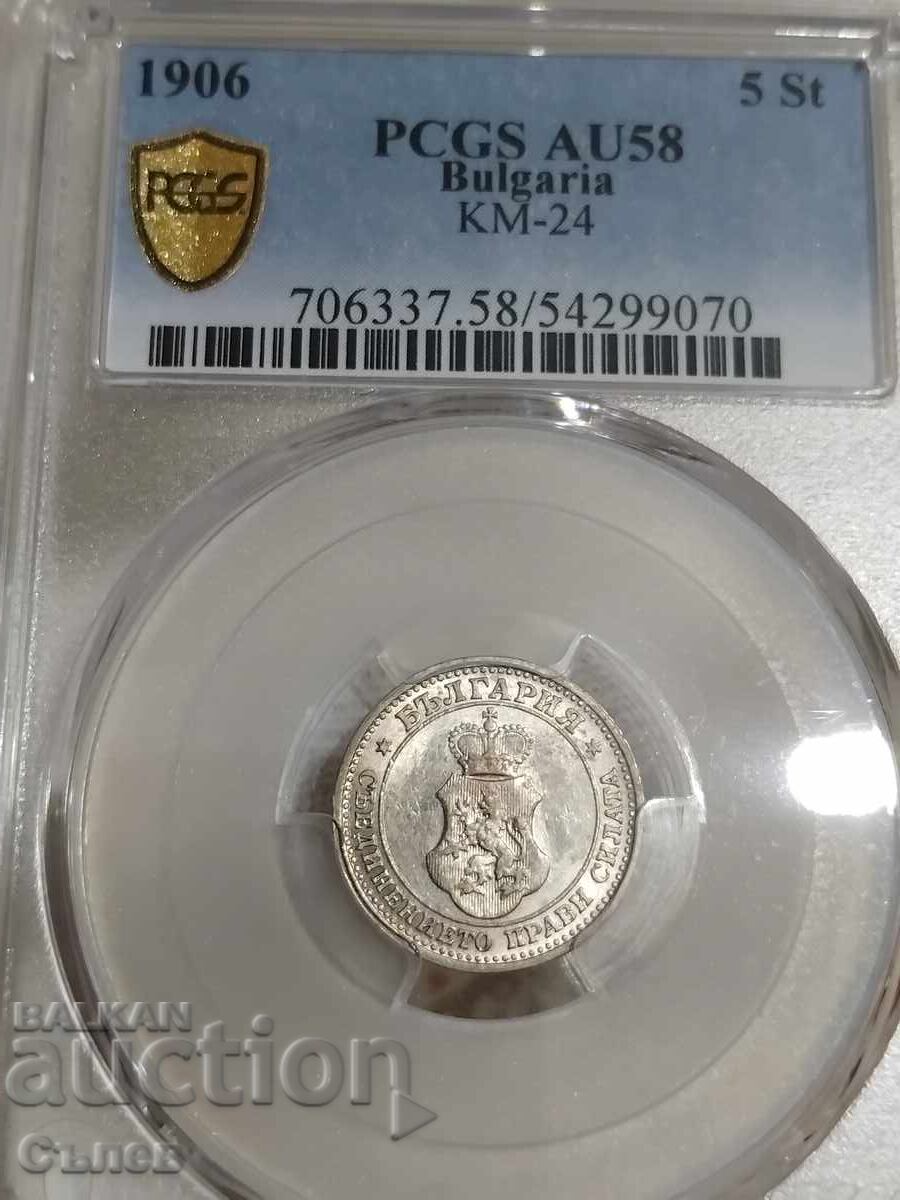 1906 5 St
PCGS AU58
Bulgaria
KM-24
PCGS
706337.58/54299070
БЪЛГАРИЯ
СЪЕДИНЕНИЕТО ПРАВИ СИЛАТА
BALKAN
auction
Сълев